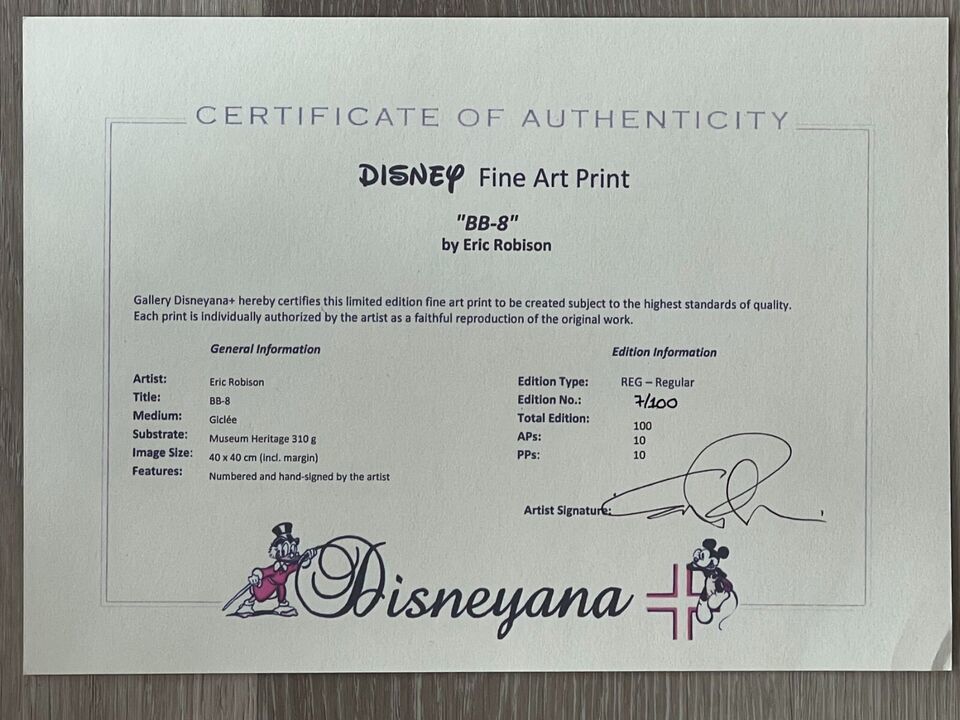 CERTIFICATE OF AUTHENTICITY
DISNEY Fine Art Print
"BB-8"
by Eric Robison
Gallery Disneyana+ hereby certifies this limited edition fine art print to be created subject to the highest standards of quality.
Each print is individually authorized by the artist as a faithful reproduction of the original work.
General Information
Artist: Eric Robison
Title: BB-8
Medium: Giclée
Substrate: Museum Heritage 310 g
Image Size: 40 x 40 cm (incl. margin)
Features: Numbered and hand-signed by the artist
Edition Information
Edition Type: REG – Regular
Edition No.: 7/100
Total Edition: 100
APs: 10
PPs: 10
Artist Signature:
Disneyana+